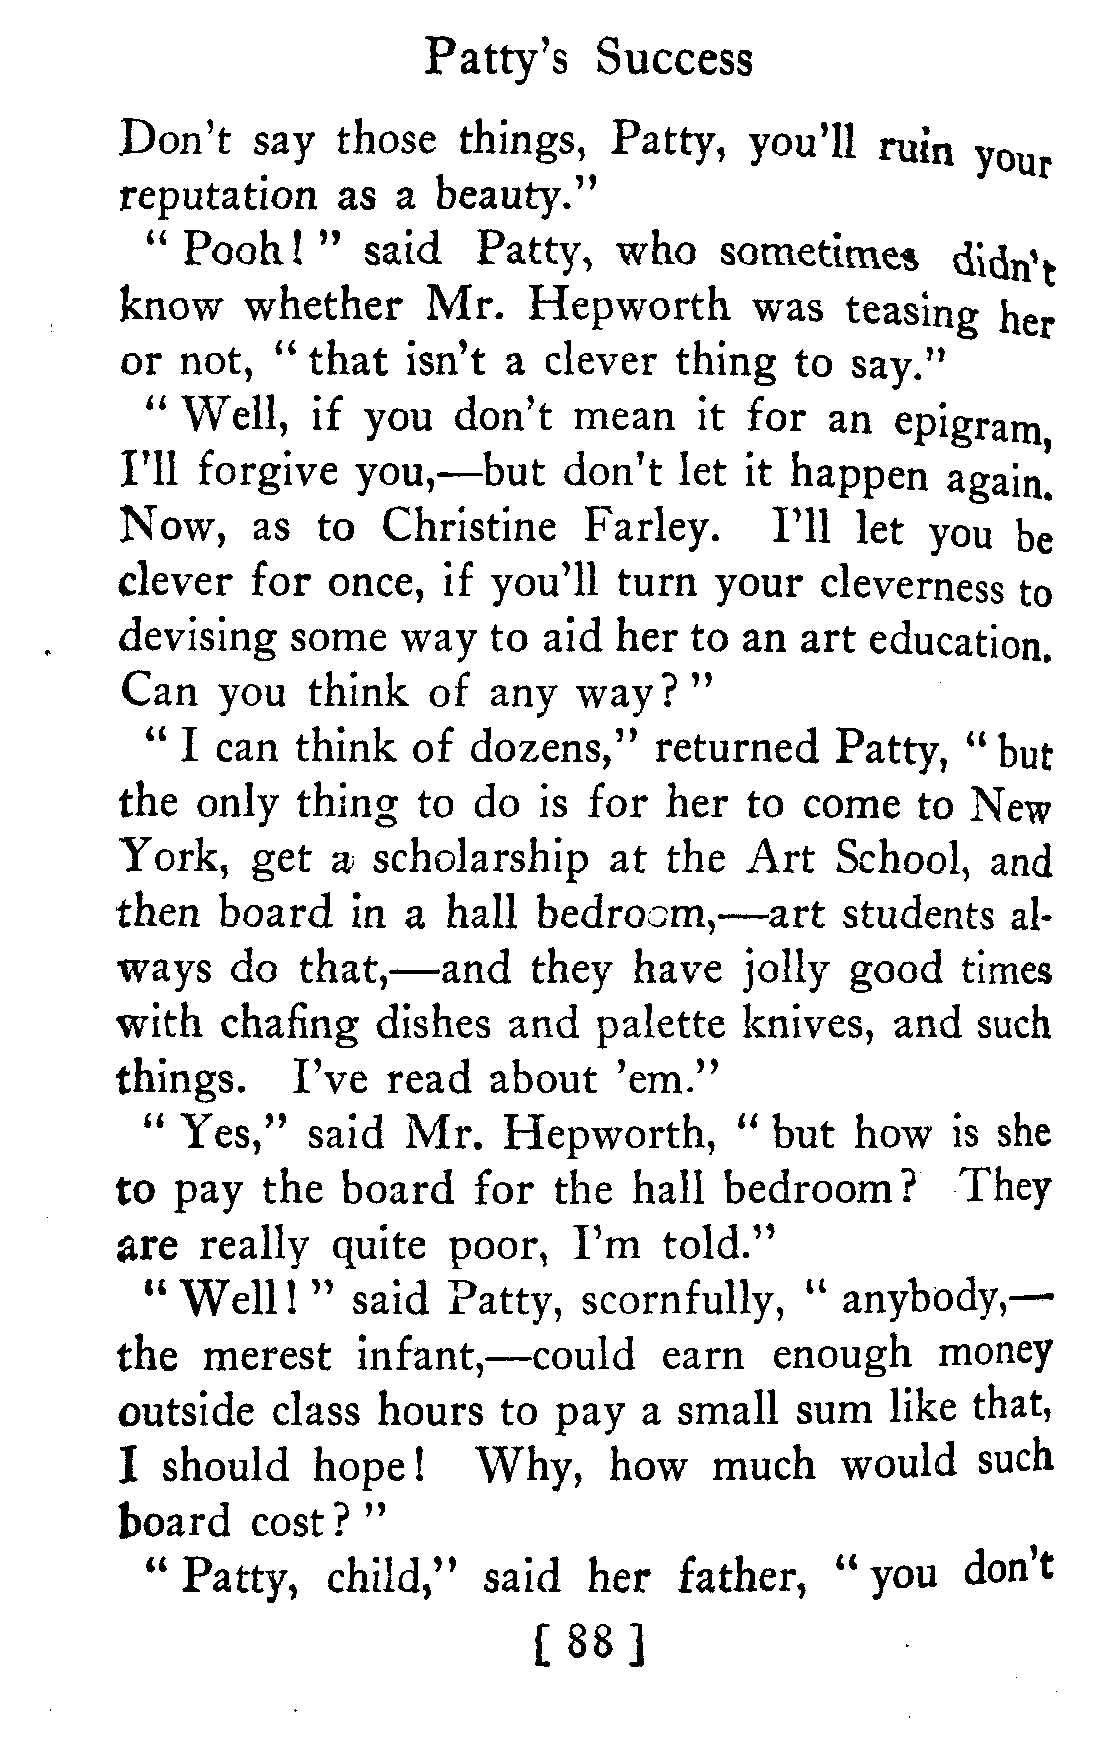 Patty's Success
Don't say those things, Patty, you'll ruin your
reputation as a beauty."
" Pooh! " said Patty, who sometimes didn't
know whether Mr. Hepworth was teasing her
or not, " that isn't a clever thing to say."
" Well, if you don't mean it for an epigram,
I'll forgive you,—but don't let it happen again.
Now, as to Christine Farley. I'll let you be
clever for once, if you'll turn your cleverness to
devising some way to aid her to an art education.
Can you think of any way? "
" I can think of dozens," returned Patty, " but
the only thing to do is for her to come to New
York, get a scholarship at the Art School, and
then board in a hall bedroom,—art students al-
ways do that,—and they have jolly good times
with chafing dishes and palette knives, and such
things. I've read about 'em."
" Yes," said Mr. Hepworth, " but how is she
to pay the board for the hall bedroom? They
are really quite poor, I'm told."
" Well! " said Patty, scornfully, " anybody,—
the merest infant,—could earn enough money
outside class hours to pay a small sum like that,
I should hope! Why, how much would such
board cost? "
" Patty, child," said her father, " you don't
[ 88 ]